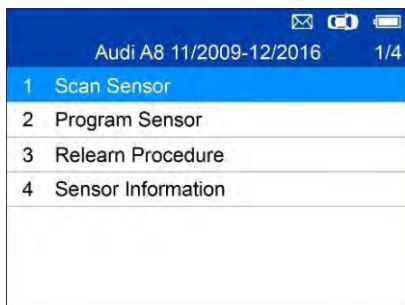 Audi A8 11/2009-12/2016 1/4
1 Scan Sensor
2 Program Sensor
3 Relearn Procedure
4 Sensor Information